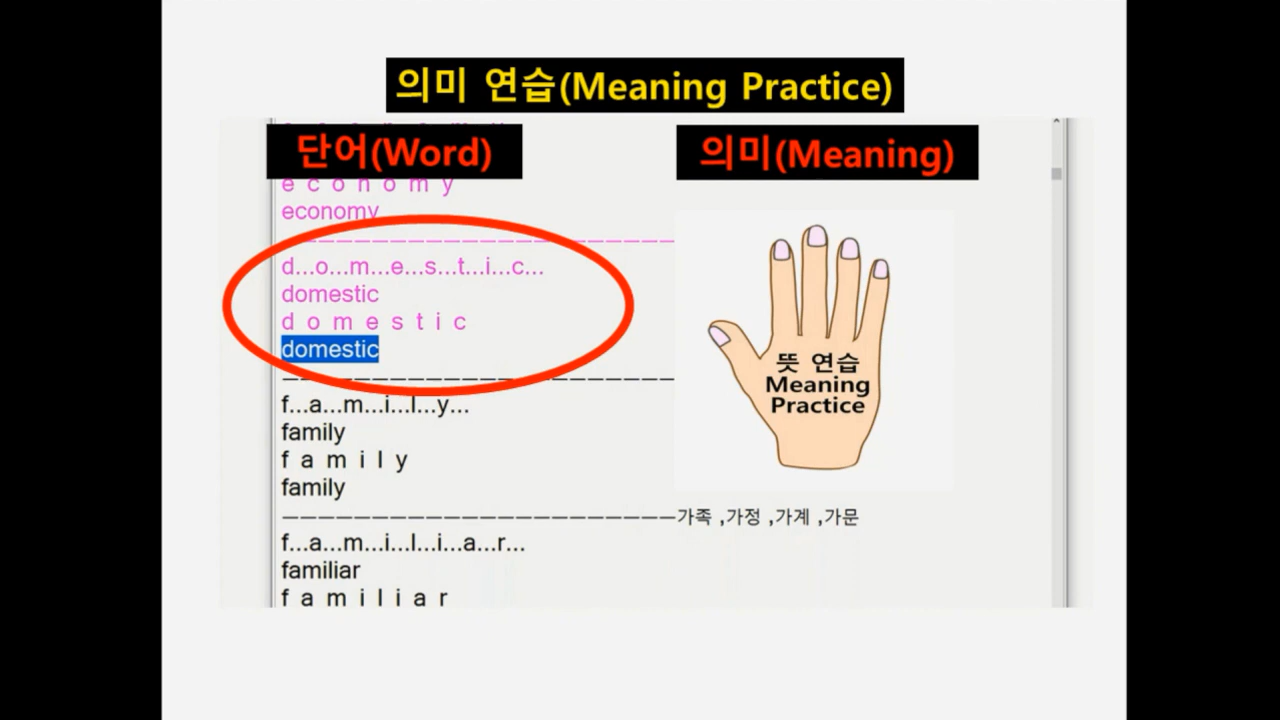 의미 연습(Meaning Practice)
단어(Word)
의미(Meaning)
e c o n o m y
economy
d...o...m...e...s...t...i...c...
domestic
d o m e s t i c
domestic
뜻 연습
Meaning
Practice
f...a...m...i...l...y...
family
f a m i l y
family
가족 ,가정 ,가계 ,가문
f...a...m...i...l...i...a...r...
familiar
f a m i l i a r